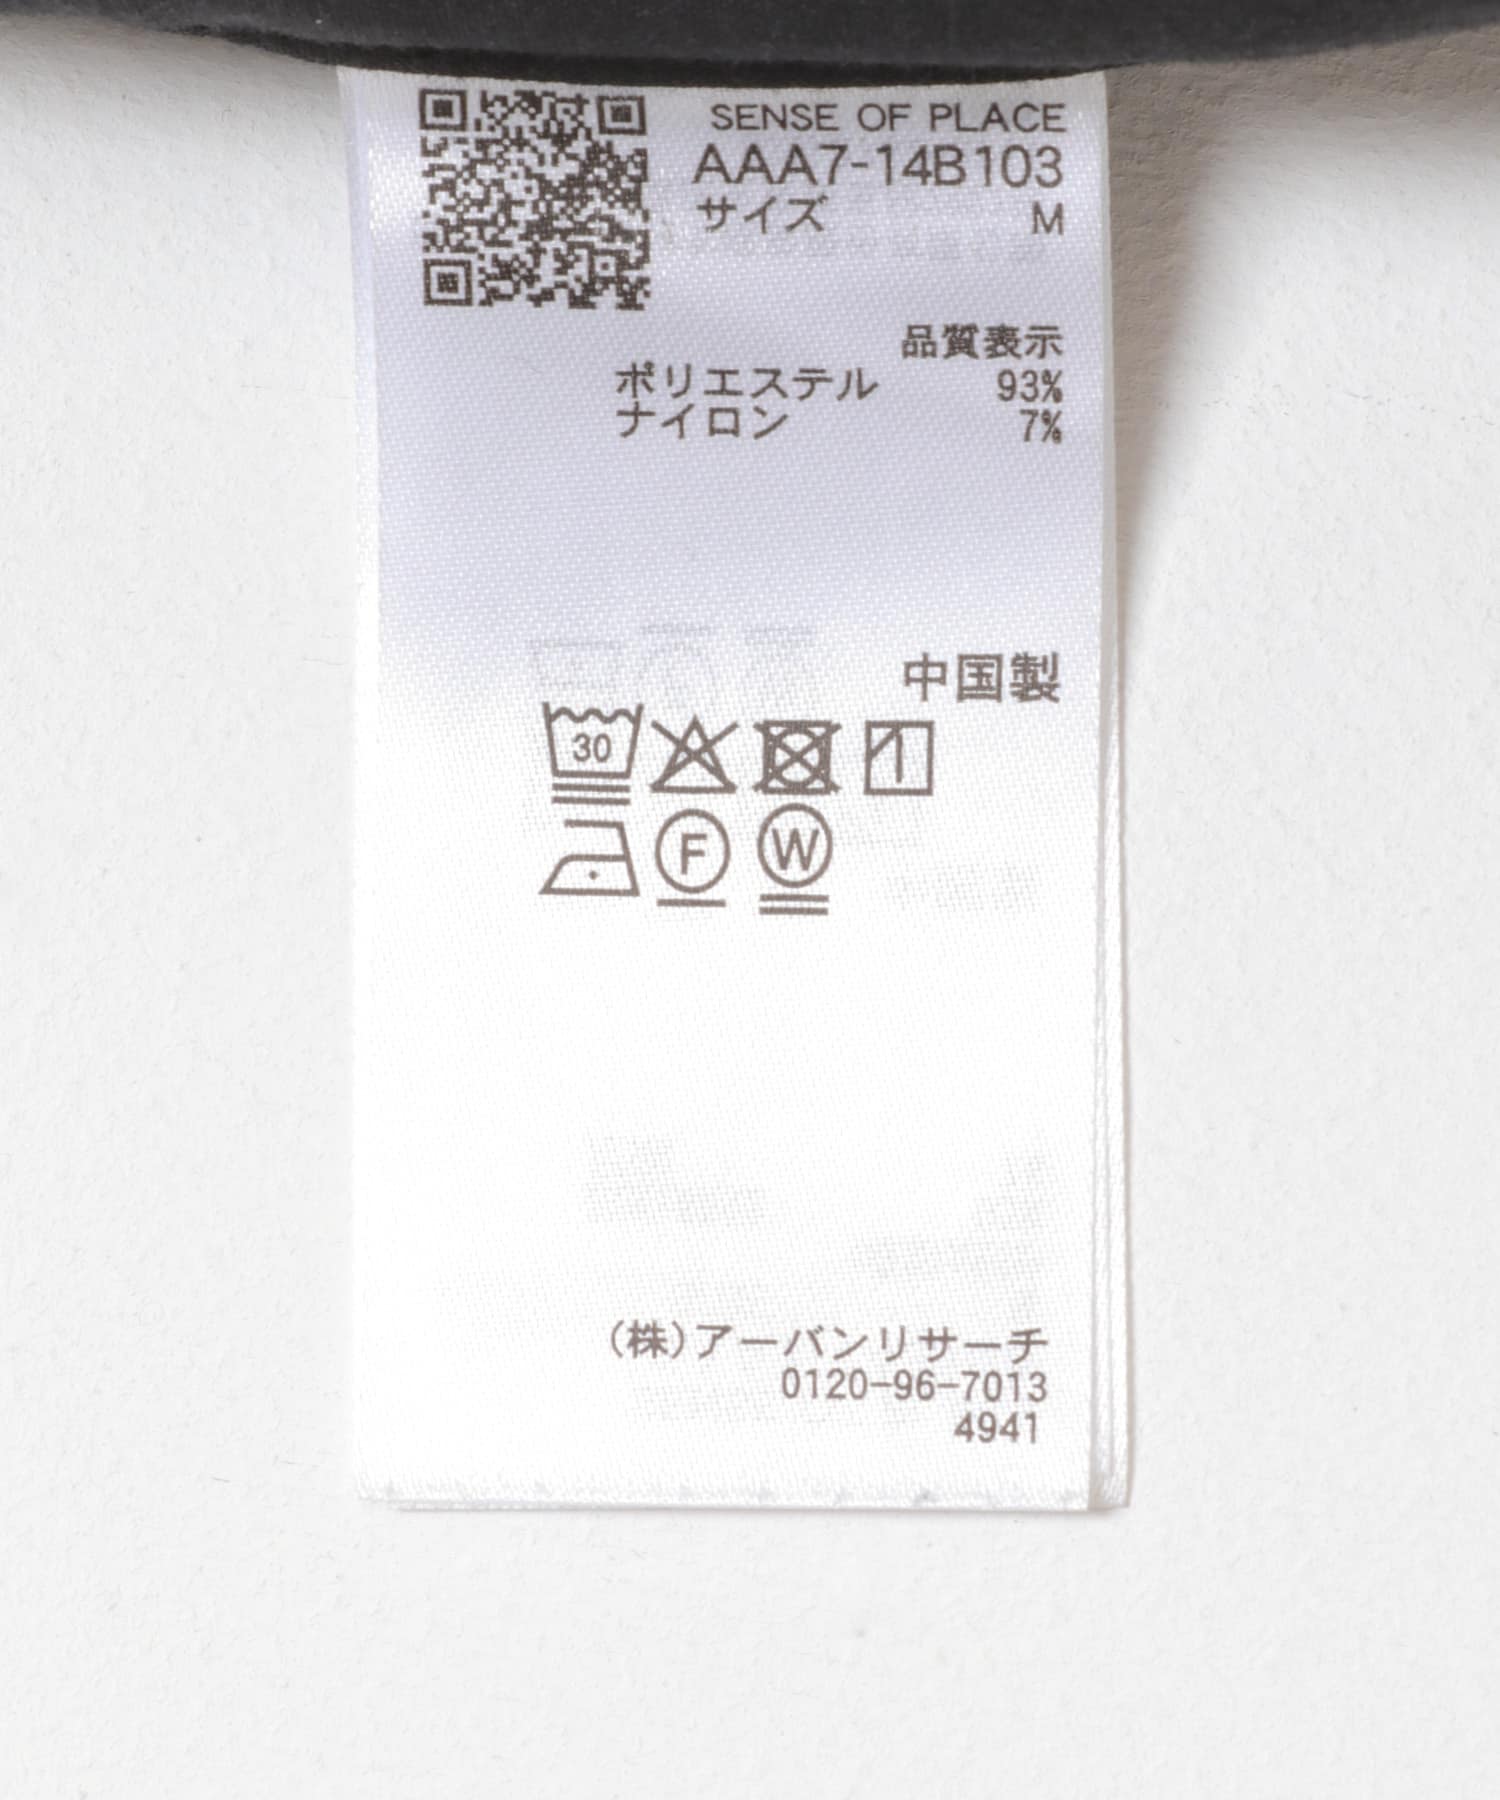 SENSE OF PLACE
AAA7-14B103
サイズ M
品質表示
ポリエステル 93%
ナイロン 7%
中国製
30
F W
(株)アーバンリサーチ
0120-96-7013
4941